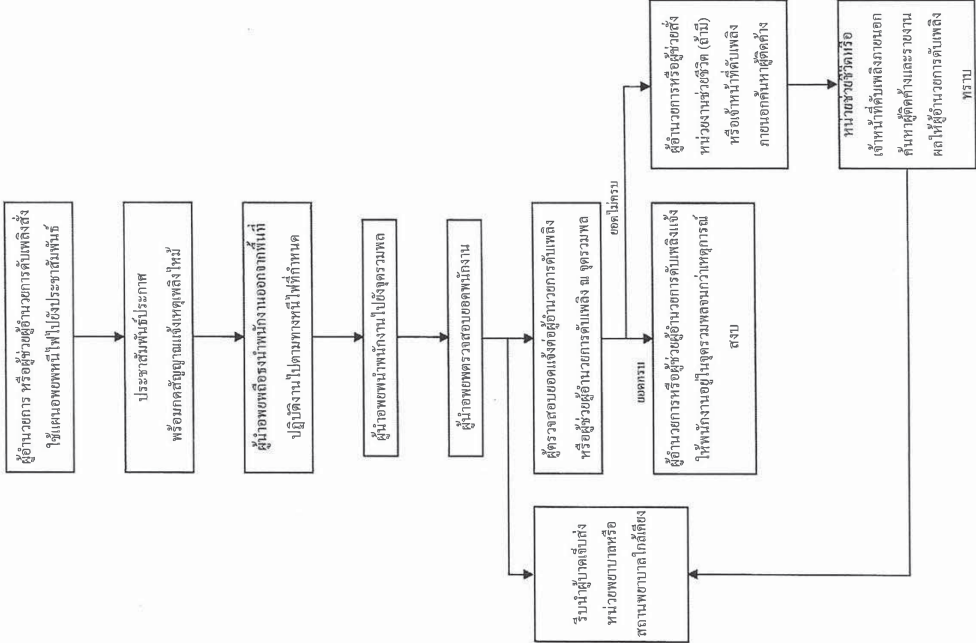 ผู้อำนวยการ หรือผู้ช่วยผู้อำนวยการดับเพลิงสั่ง
ใช้แผนอพยพหนีไฟไปยังประชาสัมพันธ์
ประชาสัมพันธ์ประกาศ
พร้อมกดสัญญาณแจ้งเหตุเพลิงไหม้
ผู้นำอพยพถือธงนำพนักงานออกจากพื้นที่
ปฏิบัติงานไปตามทางหนีไฟที่กำหนด
ผู้นำอพยพนำพนักงานไปยังจุดรวมพล
ผู้นำอพยพตรวจสอบยอดพนักงาน
ผู้ตรวจสอบยอดแจ้งต่อผู้อำนวยการดับเพลิง
หรือผู้ช่วยผู้อำนวยการดับเพลิง ณ จุดรวมพล
รีบนำผู้บาดเจ็บส่ง
หน่วยพยาบาลหรือ
สถานพยาบาลใกล้เคียง
ยอดครบ
ยอดไม่ครบ
ผู้อำนวยการหรือผู้ช่วยผู้อำนวยการดับเพลิงแจ้ง
ให้พนักงานอยู่ในจุดรวมพลจนกว่าเหตุการณ์
สงบ
ผู้อำนวยการหรือผู้ช่วยสั่ง
หน่วยงานช่วยชีวิต (ถ้ามี)
หรือเจ้าหน้าที่ดับเพลิง
ภายนอกค้นหาผู้ติดค้าง
หน่วยช่วยชีวิตหรือ
เจ้าหน้าที่ดับเพลิงภายนอก
ค้นหาผู้ติดค้างและรายงาน
ผลให้ผู้อำนวยการดับเพลิง
ทราบ